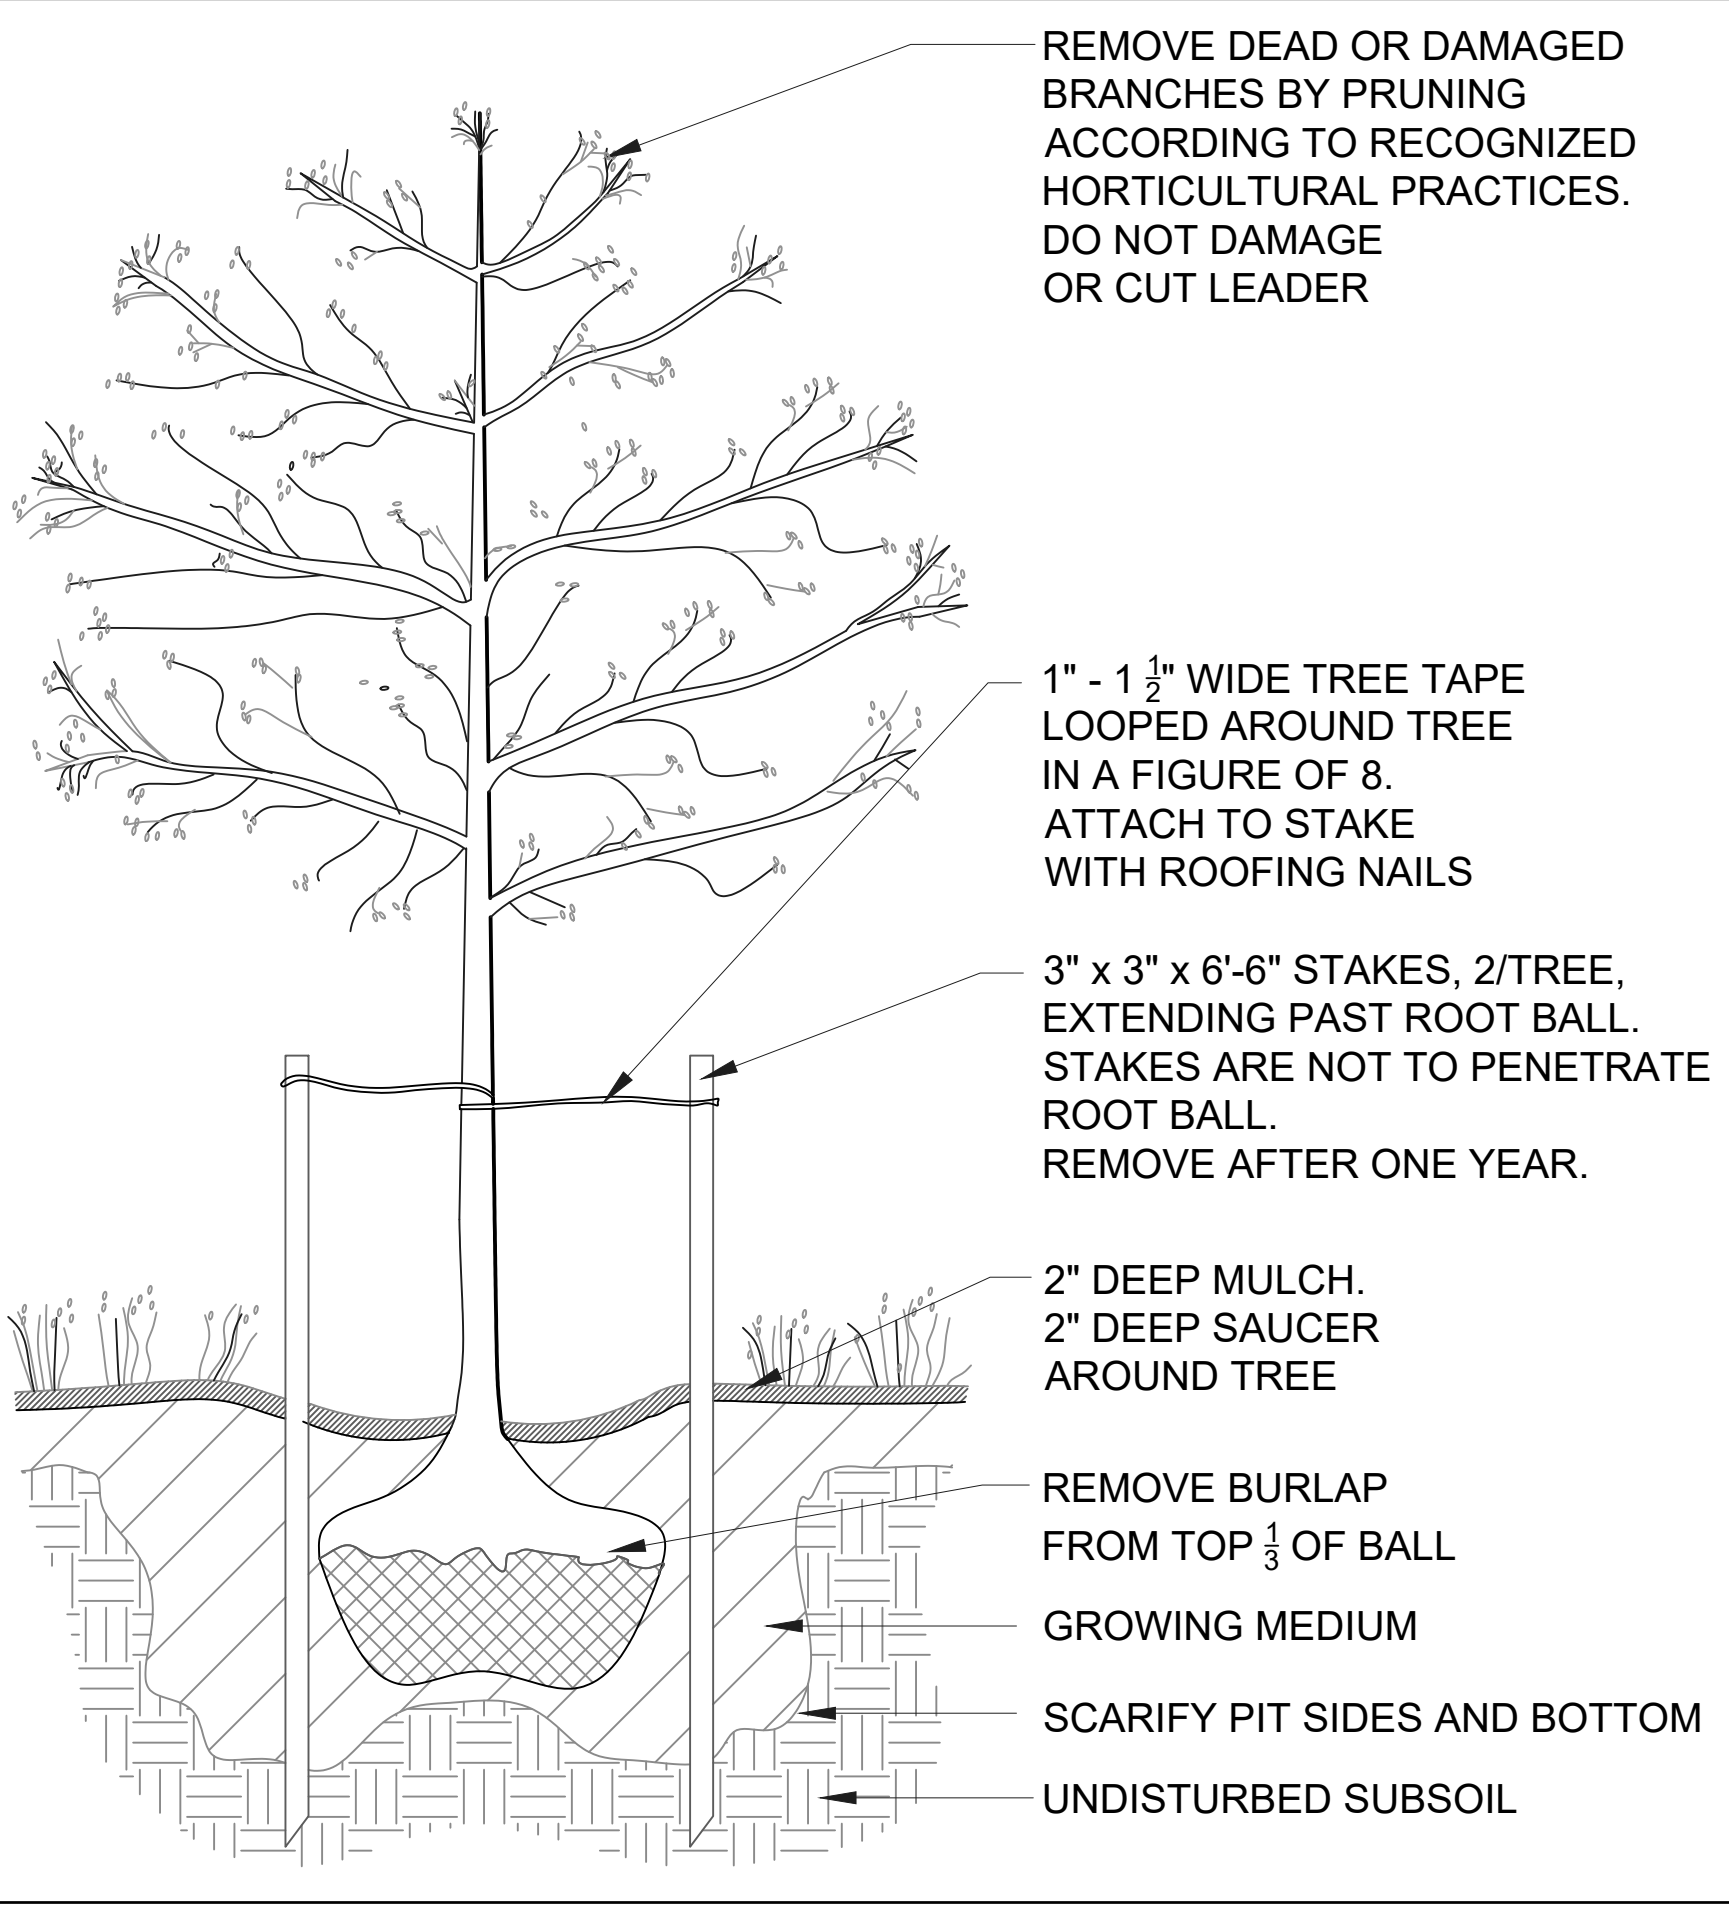 REMOVE DEAD OR DAMAGED
BRANCHES BY PRUNING
ACCORDING TO RECOGNIZED
HORTICULTURAL PRACTICES.
DO NOT DAMAGE
OR CUT LEADER
1" - 1 1/2" WIDE TREE TAPE
LOOPED AROUND TREE
IN A FIGURE OF 8.
ATTACH TO STAKE
WITH ROOFING NAILS
3" x 3" x 6'-6" STAKES, 2/TREE,
EXTENDING PAST ROOT BALL.
STAKES ARE NOT TO PENETRATE
ROOT BALL.
REMOVE AFTER ONE YEAR.
2" DEEP MULCH.
2" DEEP SAUCER
AROUND TREE
REMOVE BURLAP
FROM TOP 1/3 OF BALL
GROWING MEDIUM
SCARIFY PIT SIDES AND BOTTOM
UNDISTURBED SUBSOIL